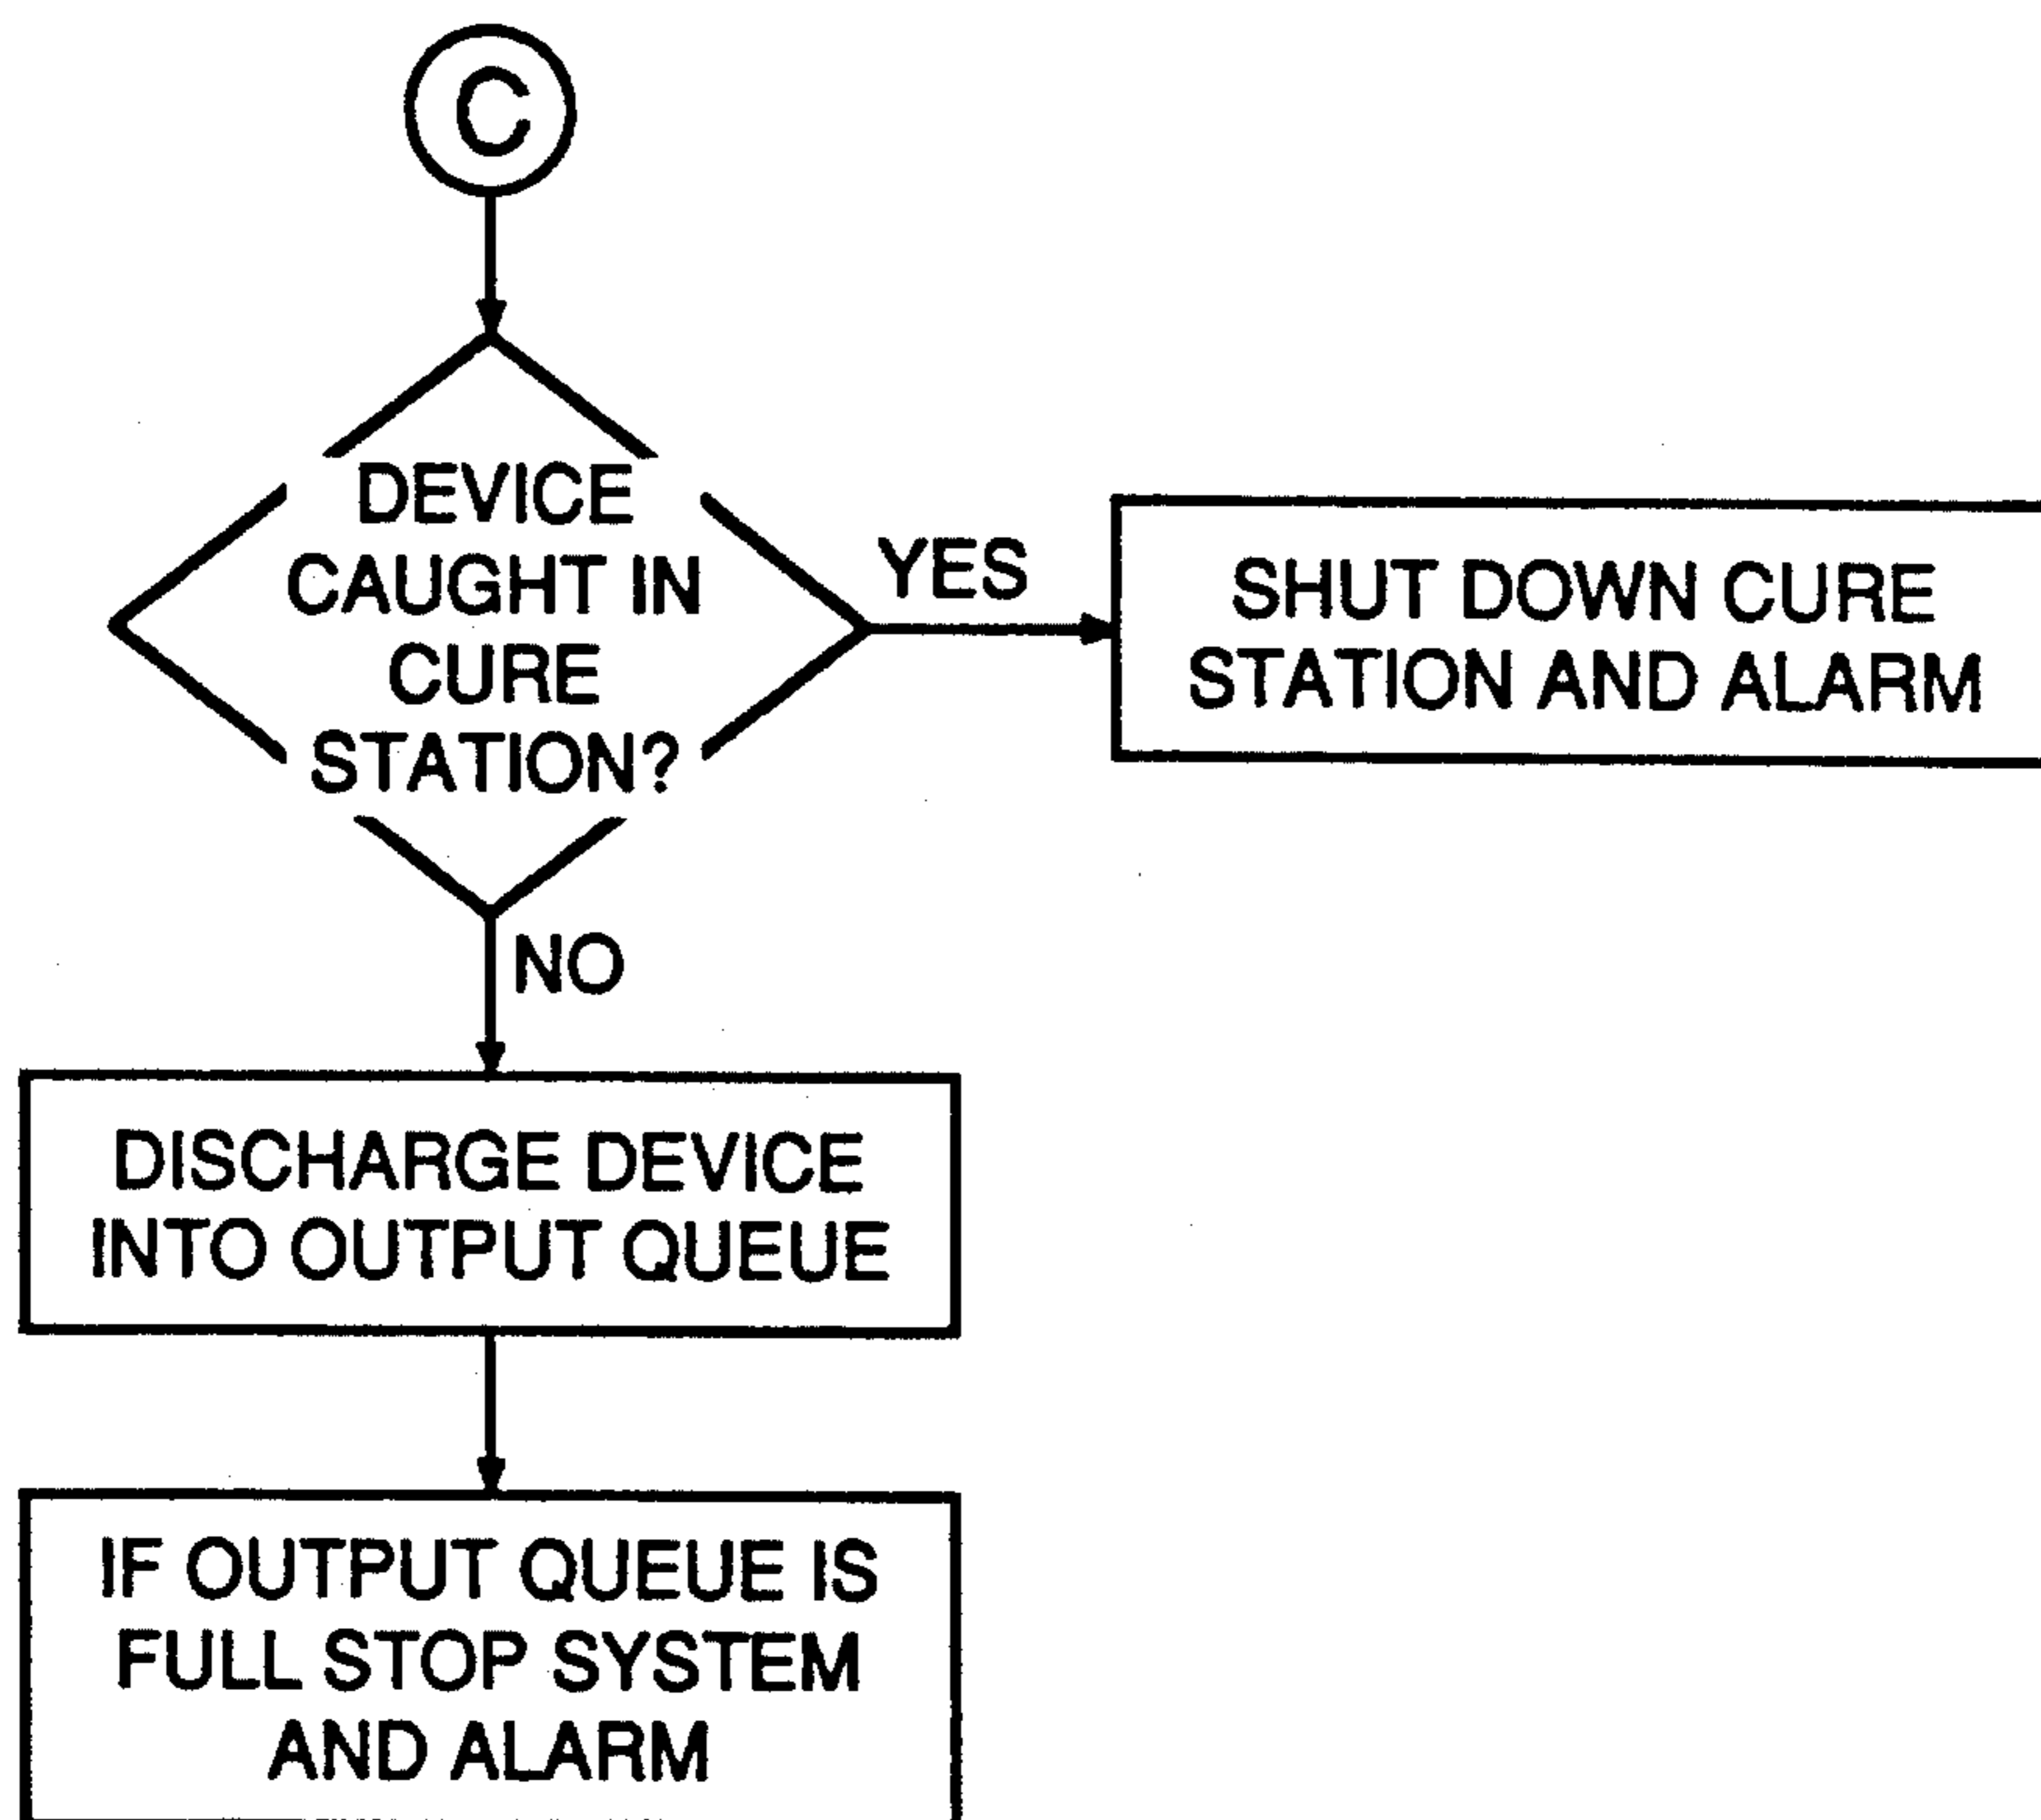 C
DEVICE
CAUGHT IN
CURE
STATION?
YES
SHUT DOWN CURE
STATION AND ALARM
NO
DISCHARGE DEVICE
INTO OUTPUT QUEUE
IF OUTPUT QUEUE IS
FULL STOP SYSTEM
AND ALARM